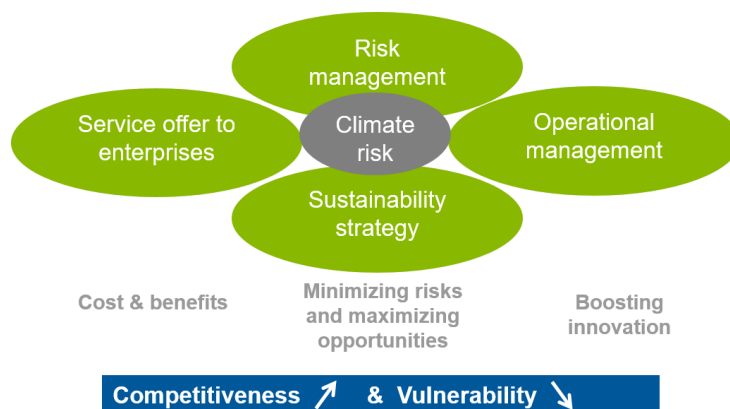 Risk
management
Service offer to
enterprises
Climate
risk
Operational
management
Sustainability
strategy
Cost & benefits
Minimizing risks
and maximizing
opportunities
Boosting
innovation
Competitiveness & Vulnerability